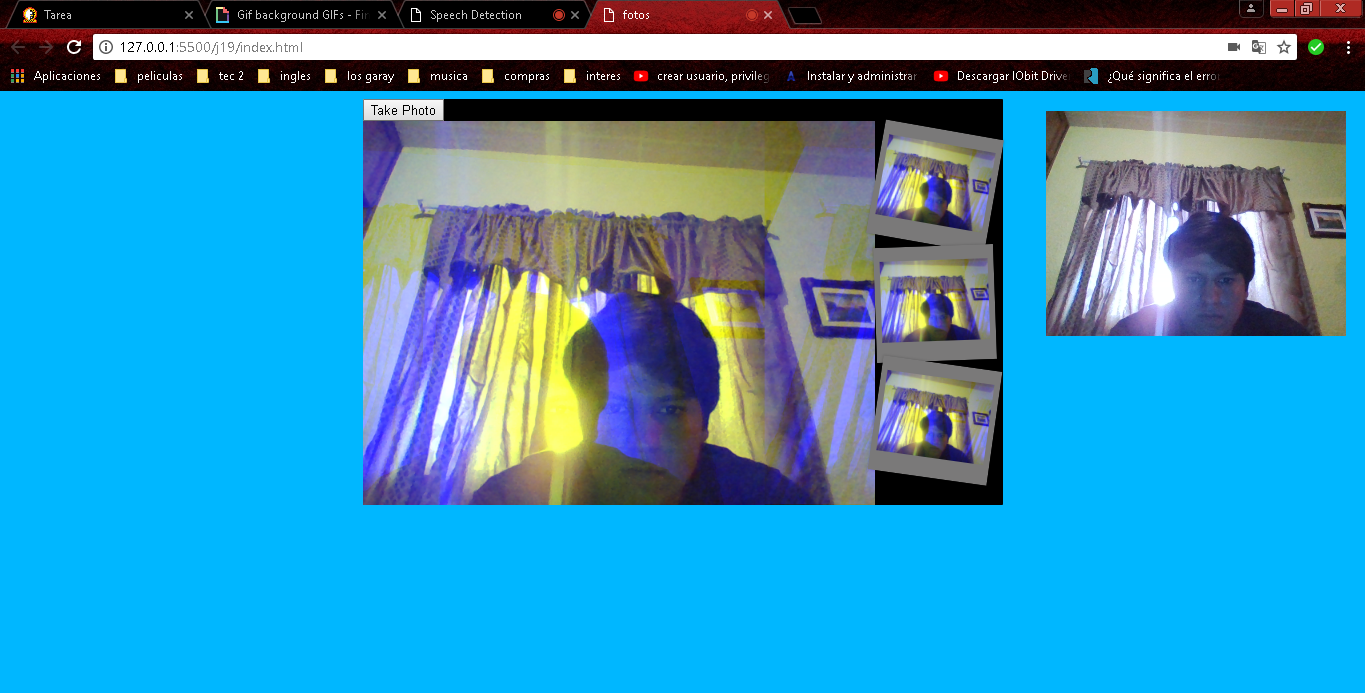 Tarea
Gif background GIFs - Fir
Speech Detection
fotos
127.0.0.1:5500/j19/index.html
Aplicaciones
peliculas
tec 2
ingles
los garay
musica
compras
interes
crear usuario, privileg
Instalar y administrar
Descargar IObit Drive
¿Qué significa el erro
Take Photo